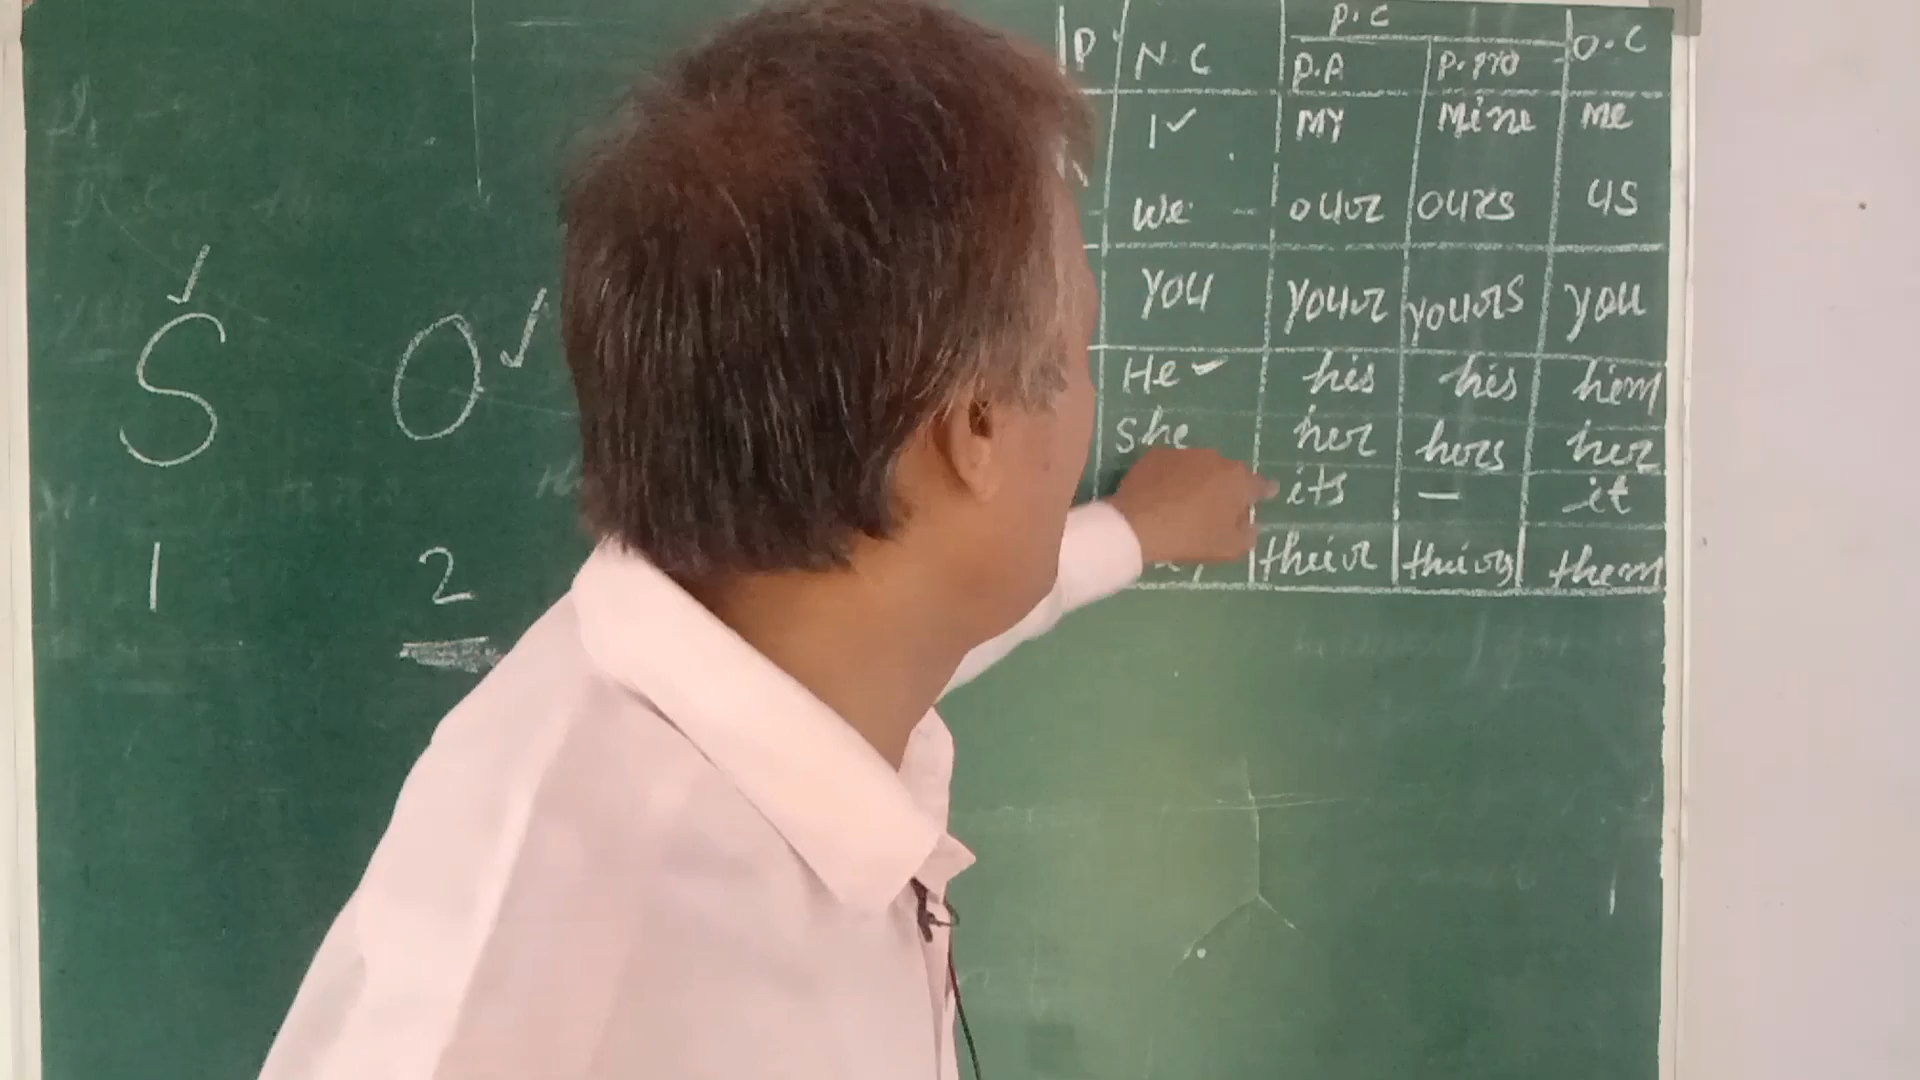 P.C
P N.C P.A P.Pro O.C
I ✓ MY Mine me
we - our ours us
S ✓ O ✓ you your yours you
He ✓ his his him
She her hers her
its — it
1 2 their theirs them